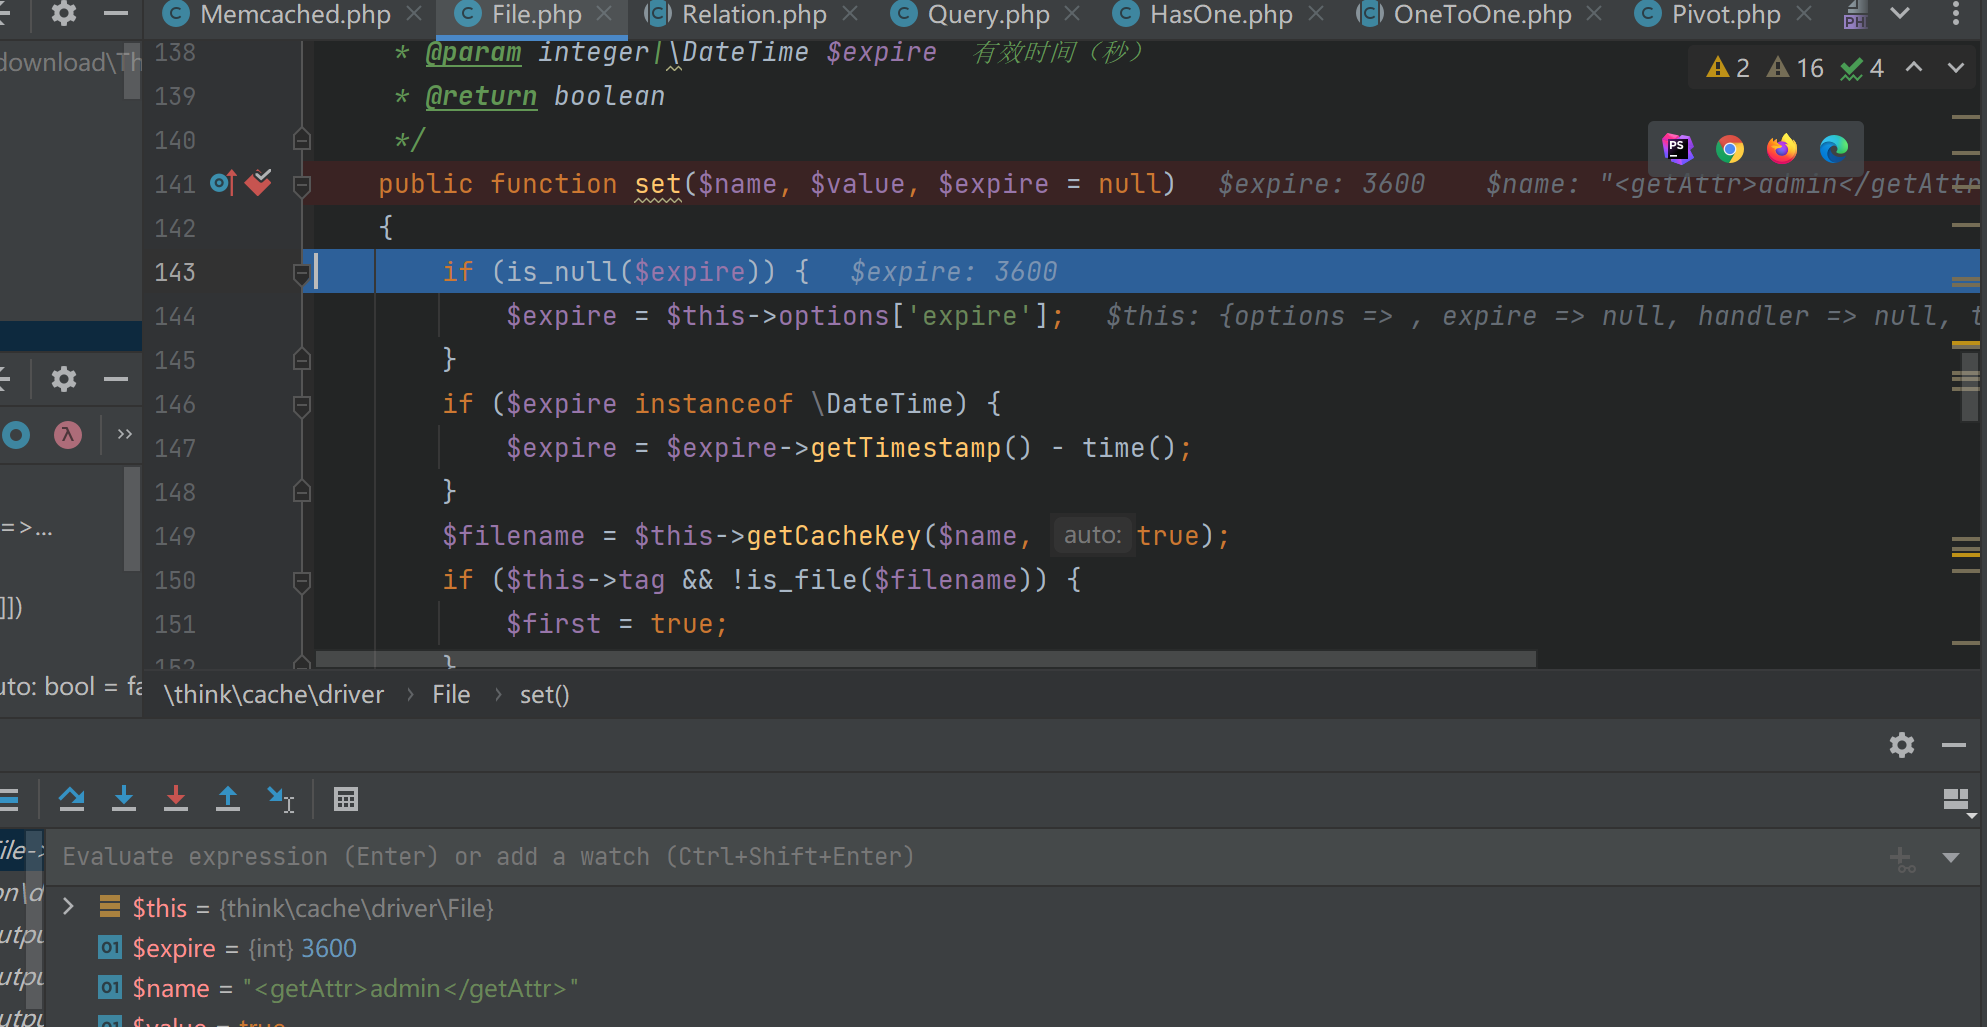 Memcached.php File.php Relation.php Query.php HasOne.php OneToOne.php Pivot.php
download\Th
138 * @param integer|\DateTime $expire 有效时间（秒）
2 16 4
139 * @return boolean
140 */
141 public function set($name, $value, $expire = null) $expire: 3600 $name: "<getAttr>admin</getAttr
142 {
143 if (is_null($expire)) { $expire: 3600
144 $expire = $this->options['expire']; $this: {options => , expire => null, handler => null, t
145 }
146 if ($expire instanceof \DateTime) {
147 $expire = $expire->getTimestamp() - time();
148 }
149 $filename = $this->getCacheKey($name, auto: true);
150 if ($this->tag && !is_file($filename)) {
151 $first = true;
152 }
=>...
]])
uto: bool = fa
\think\cache\driver › File › set()
Evaluate expression (Enter) or add a watch (Ctrl+Shift+Enter)
$this = {think\cache\driver\File}
$expire = {int} 3600
$name = "<getAttr>admin</getAttr>"
$value = true
ile->
on\d
utpu
utpu
utpu